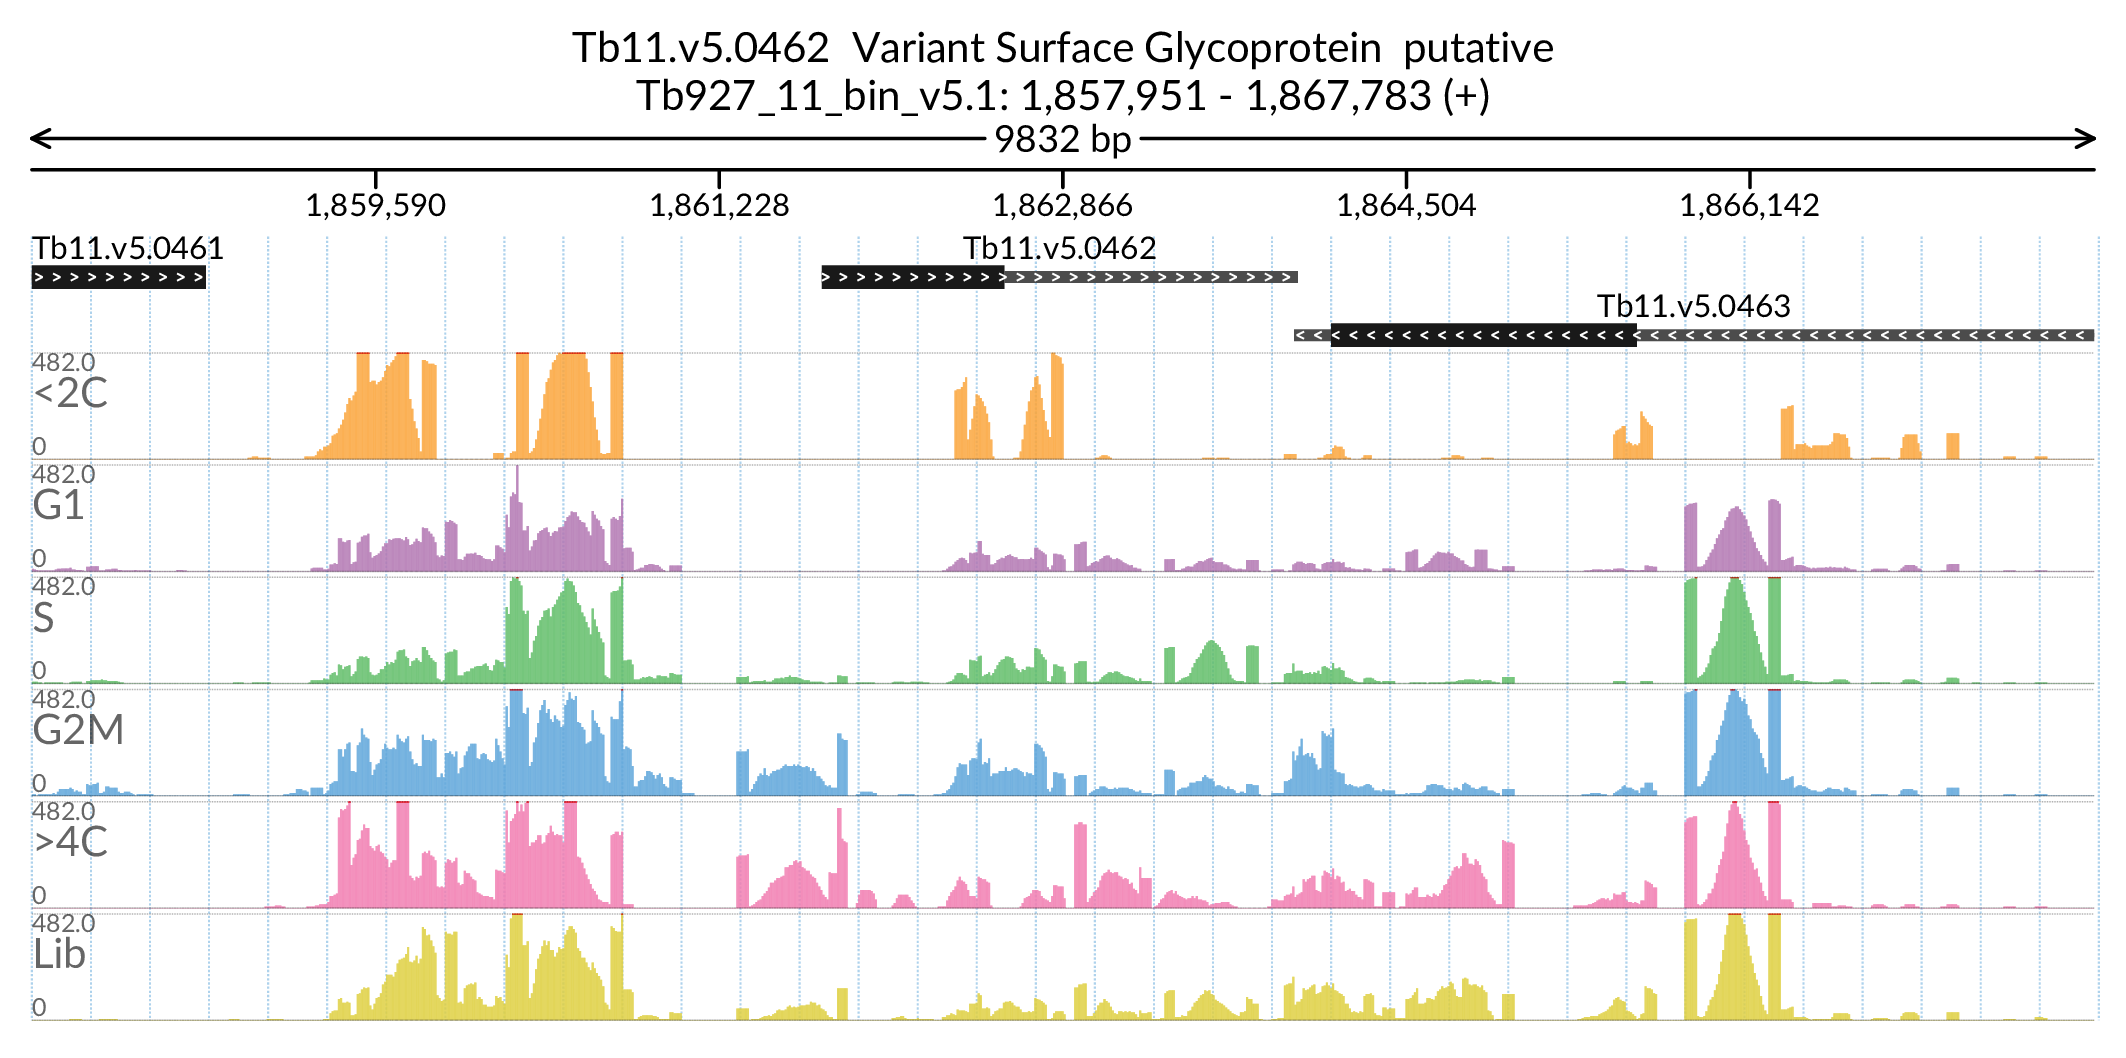 Tb11.v5.0462 Variant Surface Glycoprotein putative
Tb927_11_bin_v5.1: 1,857,951 - 1,867,783 (+)
9832 bp
1,859,590 1,861,228 1,862,866 1,864,504 1,866,142
Tb11.v5.0461 Tb11.v5.0462
Tb11.v5.0463
482.0
<2C
0
482.0
G1
0
482.0
S
0
482.0
G2M
0
482.0
>4C
0
482.0
Lib
0